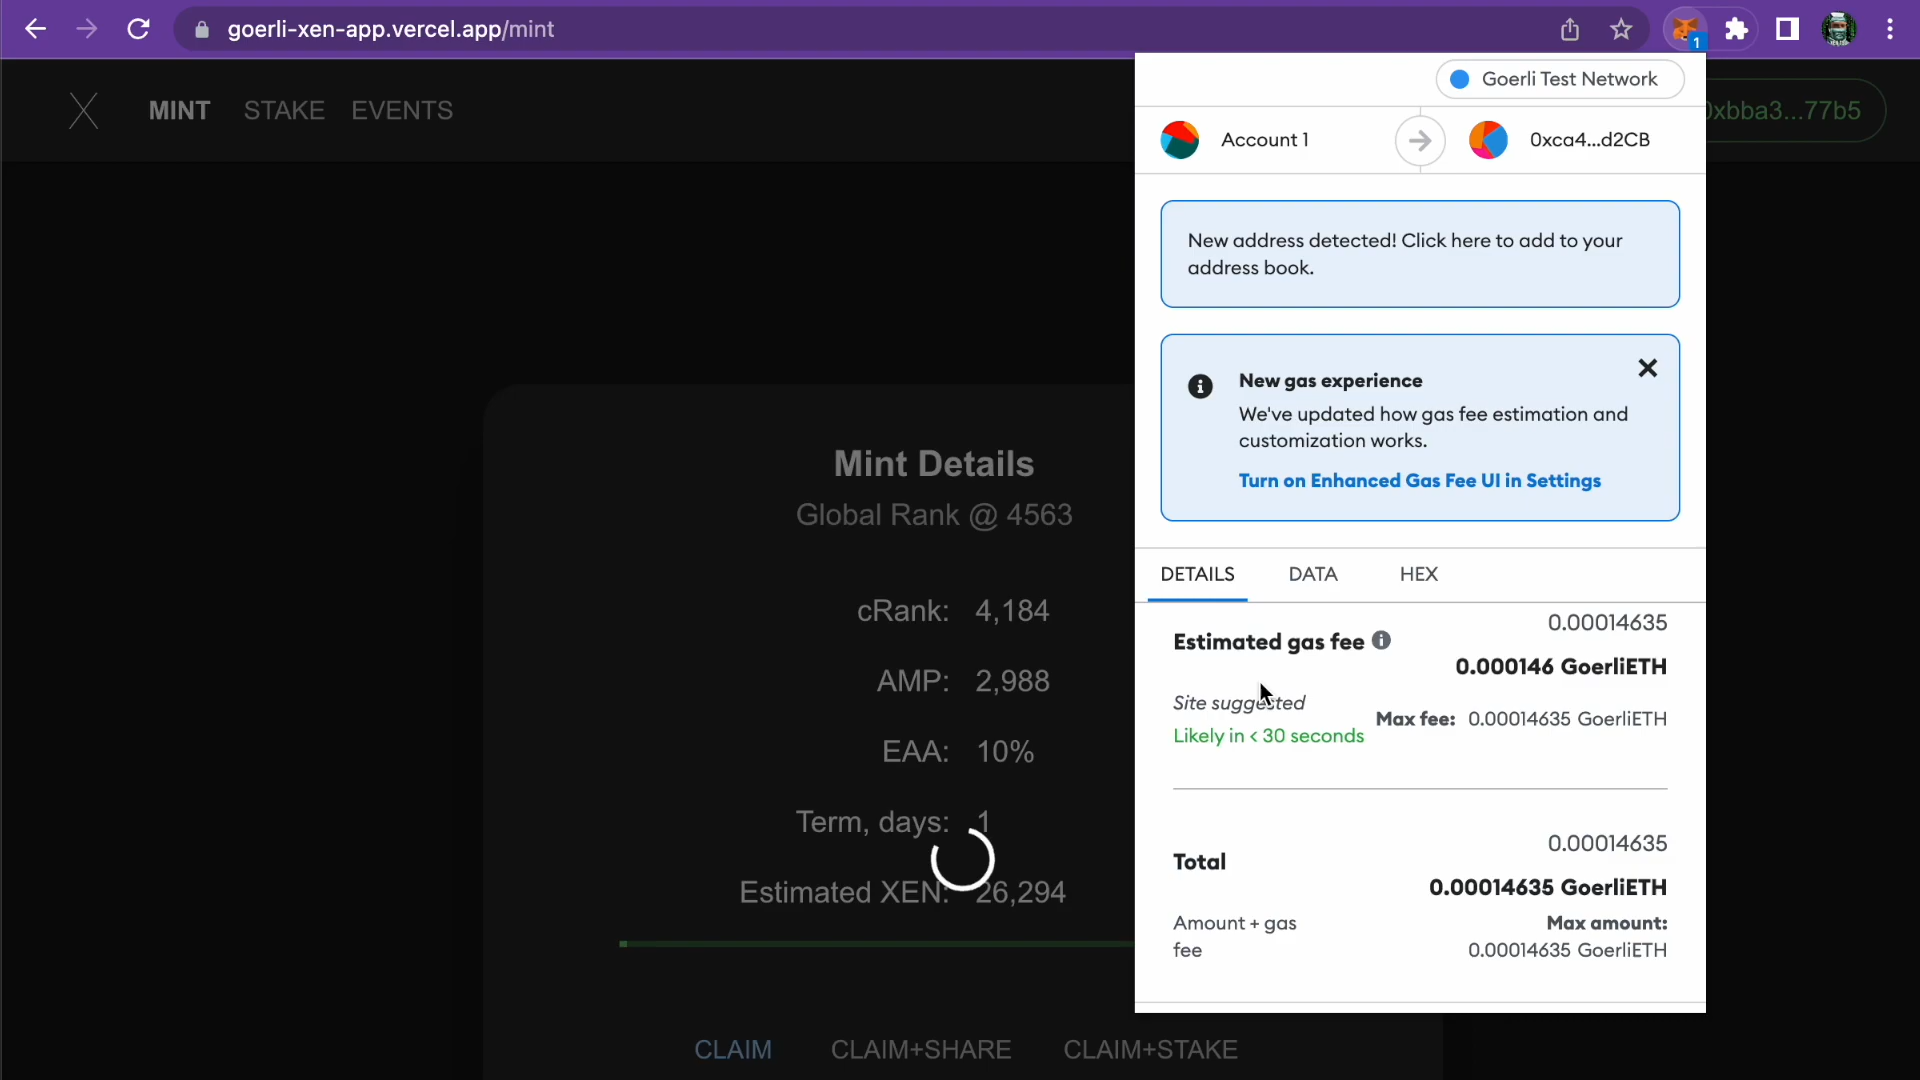 goerli-xen-app.vercel.app/mint
1
MINT STAKE EVENTS
0xbba3...77b5
Goerli Test Network
Account 1
0xca4...d2CB
New address detected! Click here to add to your
address book.
New gas experience
We've updated how gas fee estimation and
customization works.
Turn on Enhanced Gas Fee UI in Settings
DETAILS DATA HEX
0.00014635
Estimated gas fee
0.000146 GoerliETH
Site suggested
Max fee: 0.00014635 GoerliETH
Likely in < 30 seconds
0.00014635
Total
0.00014635 GoerliETH
Amount + gas
fee
Max amount:
0.00014635 GoerliETH
Mint Details
Global Rank @ 4563
cRank: 4,184
AMP: 2,988
EAA: 10%
Term, days: 1
Estimated XEN: 26,294
CLAIM CLAIM+SHARE CLAIM+STAKE